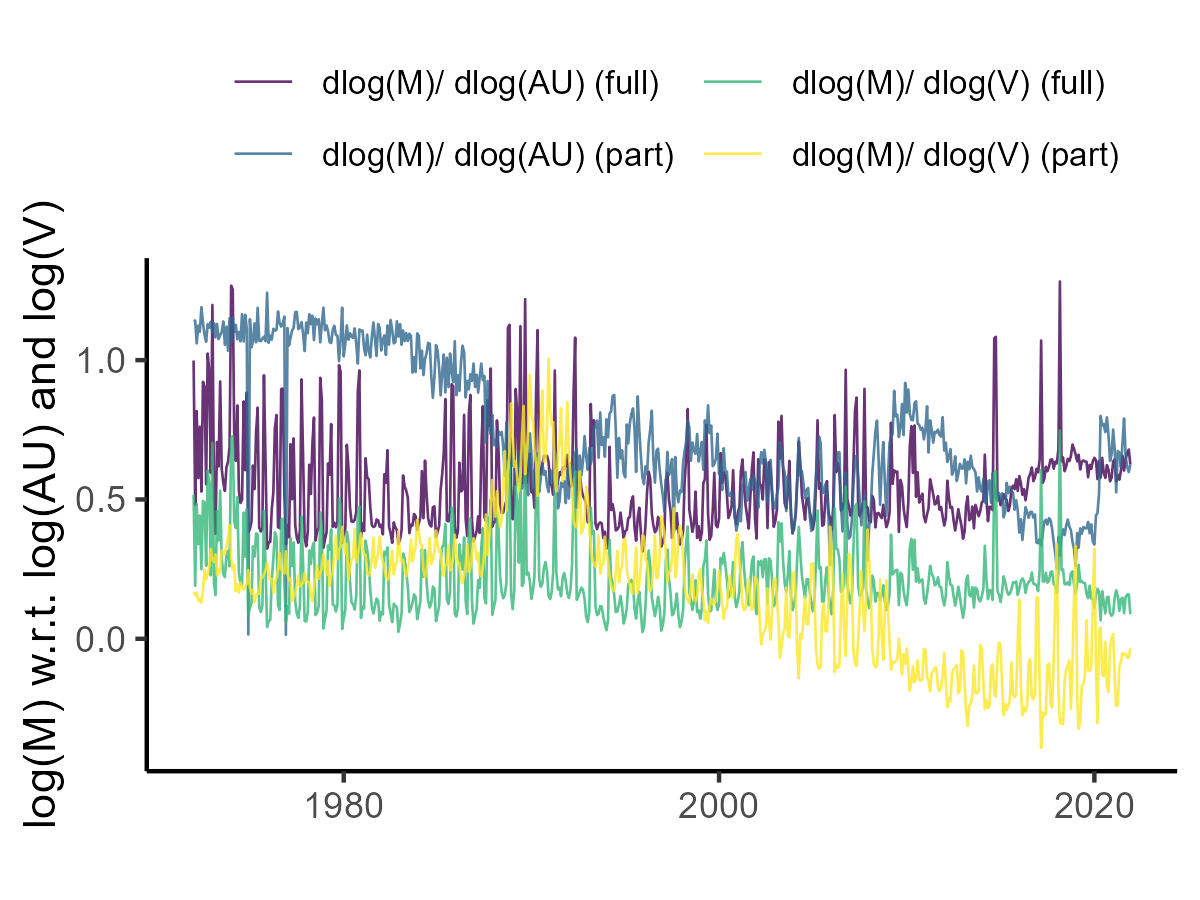 dlog(M)/ dlog(AU) (full)
dlog(M)/ dlog(V) (full)
dlog(M)/ dlog(AU) (part)
dlog(M)/ dlog(V) (part)
log(M) w.r.t. log(AU) and log(V)
1.0
0.5
0.0
1980
2000
2020